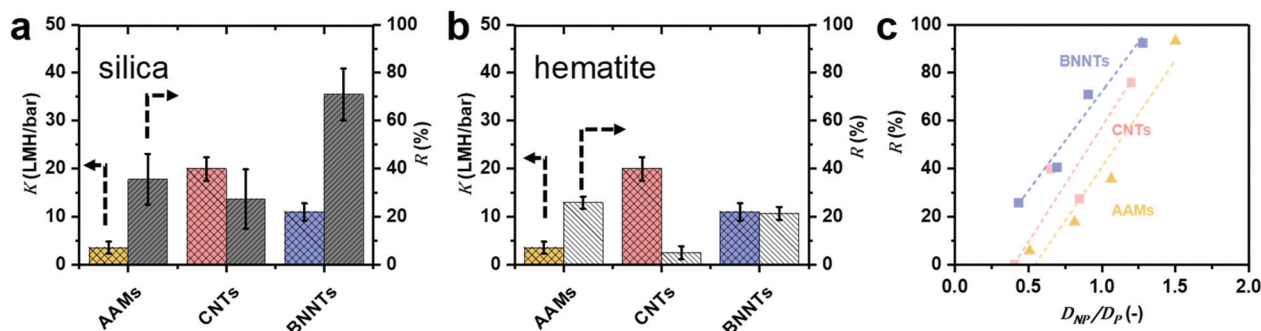 a
silica
K (LMH/bar)
50
40
30
20
10
0
R (%)
100
80
60
40
20
0
AAMs
CNTs
BNNTs
b
hematite
K (LMH/bar)
50
40
30
20
10
0
R (%)
100
80
60
40
20
0
AAMs
CNTs
BNNTs
c
R (%)
100
80
60
40
20
0
BNNTs
CNTs
AAMs
0.0 0.5 1.0 1.5 2.0
D_NP/D_P (-)